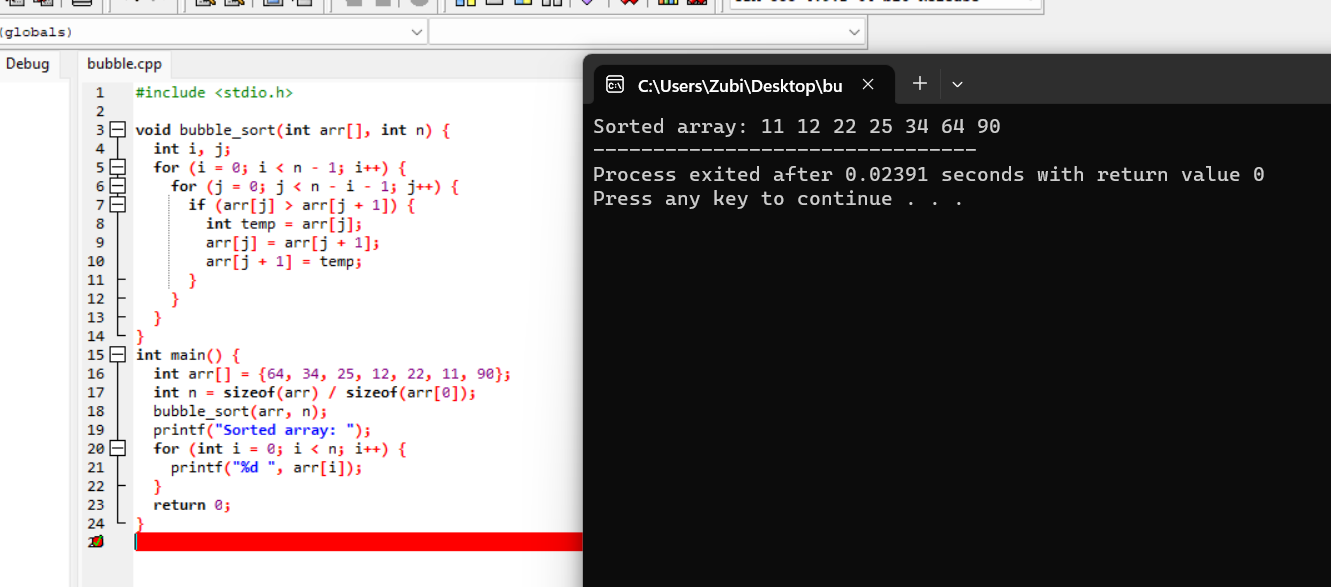 (globals)
Debug
bubble.cpp
1 #include <stdio.h>
2
3 void bubble_sort(int arr[], int n) {
4 int i, j;
5 for (i = 0; i < n - 1; i++) {
6 for (j = 0; j < n - i - 1; j++) {
7 if (arr[j] > arr[j + 1]) {
8 int temp = arr[j];
9 arr[j] = arr[j + 1];
10 arr[j + 1] = temp;
11 }
12 }
13 }
14 }
15 int main() {
16 int arr[] = {64, 34, 25, 12, 22, 11, 90};
17 int n = sizeof(arr) / sizeof(arr[0]);
18 bubble_sort(arr, n);
19 printf("Sorted array: ");
20 for (int i = 0; i < n; i++) {
21 printf("%d ", arr[i]);
22 }
23 return 0;
24 }
C:\Users\Zubi\Desktop\bu
Sorted array: 11 12 22 25 34 64 90
--------------------------------
Process exited after 0.02391 seconds with return value 0
Press any key to continue . . .